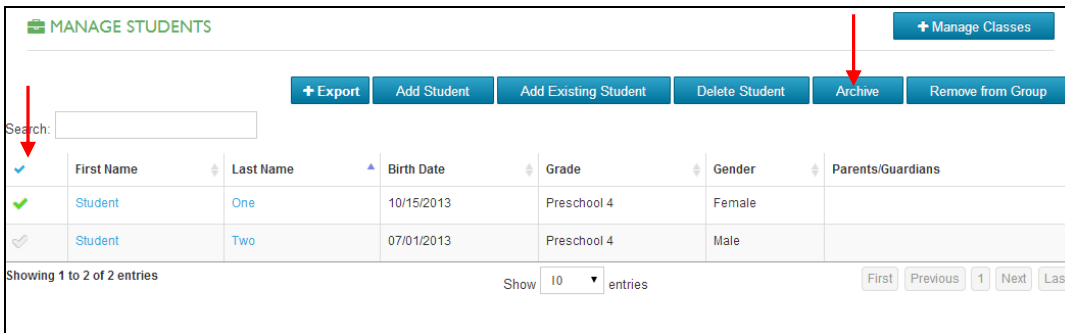 MANAGE STUDENTS
+ Manage Classes
+ Export Add Student Add Existing Student Delete Student Archive Remove from Group
Search:
First Name Last Name Birth Date Grade Gender Parents/Guardians
Student One 10/15/2013 Preschool 4 Female
Student Two 07/01/2013 Preschool 4 Male
Showing 1 to 2 of 2 entries Show 10 entries First Previous 1 Next Las